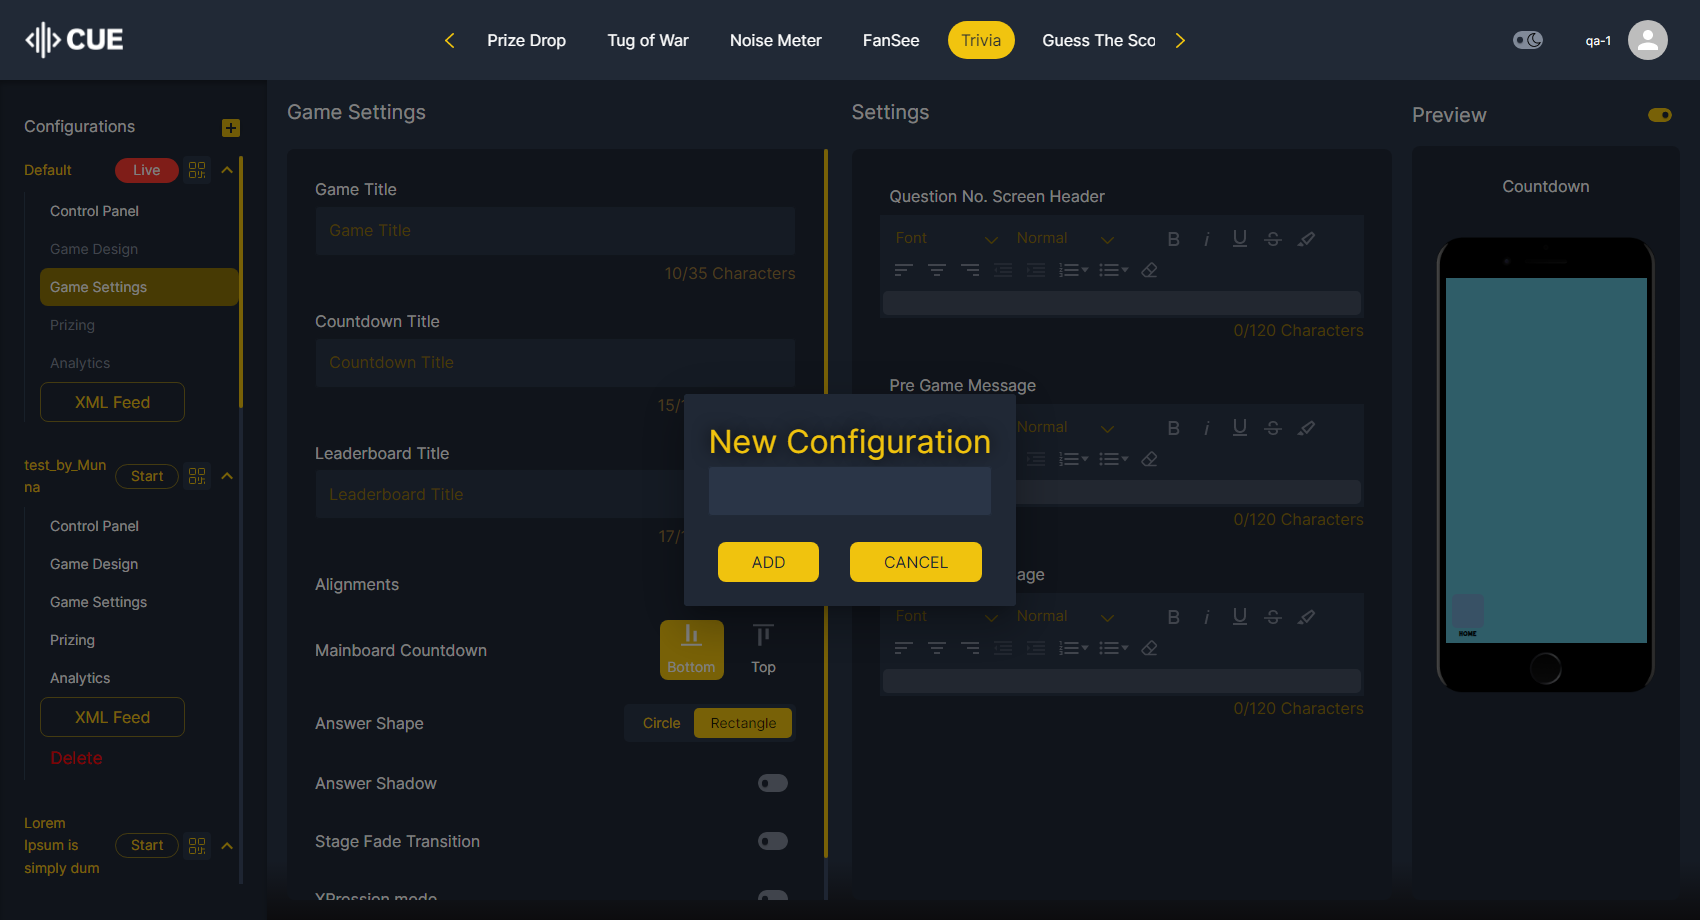 CUE
Prize Drop
Tug of War
Noise Meter
FanSee
Trivia
Guess The Sco
qa-1
Configurations
Default
Live
Control Panel
Game Design
Game Settings
Prizing
Analytics
XML Feed
test_by_Mun
na
Start
Control Panel
Game Design
Game Settings
Prizing
Analytics
XML Feed
Delete
Lorem
Ipsum is
simply dum
Start
Game Settings
Game Title
Game Title
10/35 Characters
Countdown Title
Countdown Title
15/
Leaderboard Title
Leaderboard Title
17/
Alignments
Mainboard Countdown
Bottom
Top
Answer Shape
Circle
Rectangle
Answer Shadow
Stage Fade Transition
XPression mode
New Configuration
ADD
CANCEL
Settings
Question No. Screen Header
Font
Normal
B i U S
0/120 Characters
Pre Game Message
Normal
B i U S
0/120 Characters
age
Font
Normal
B i U S
0/120 Characters
Preview
Countdown
HOME